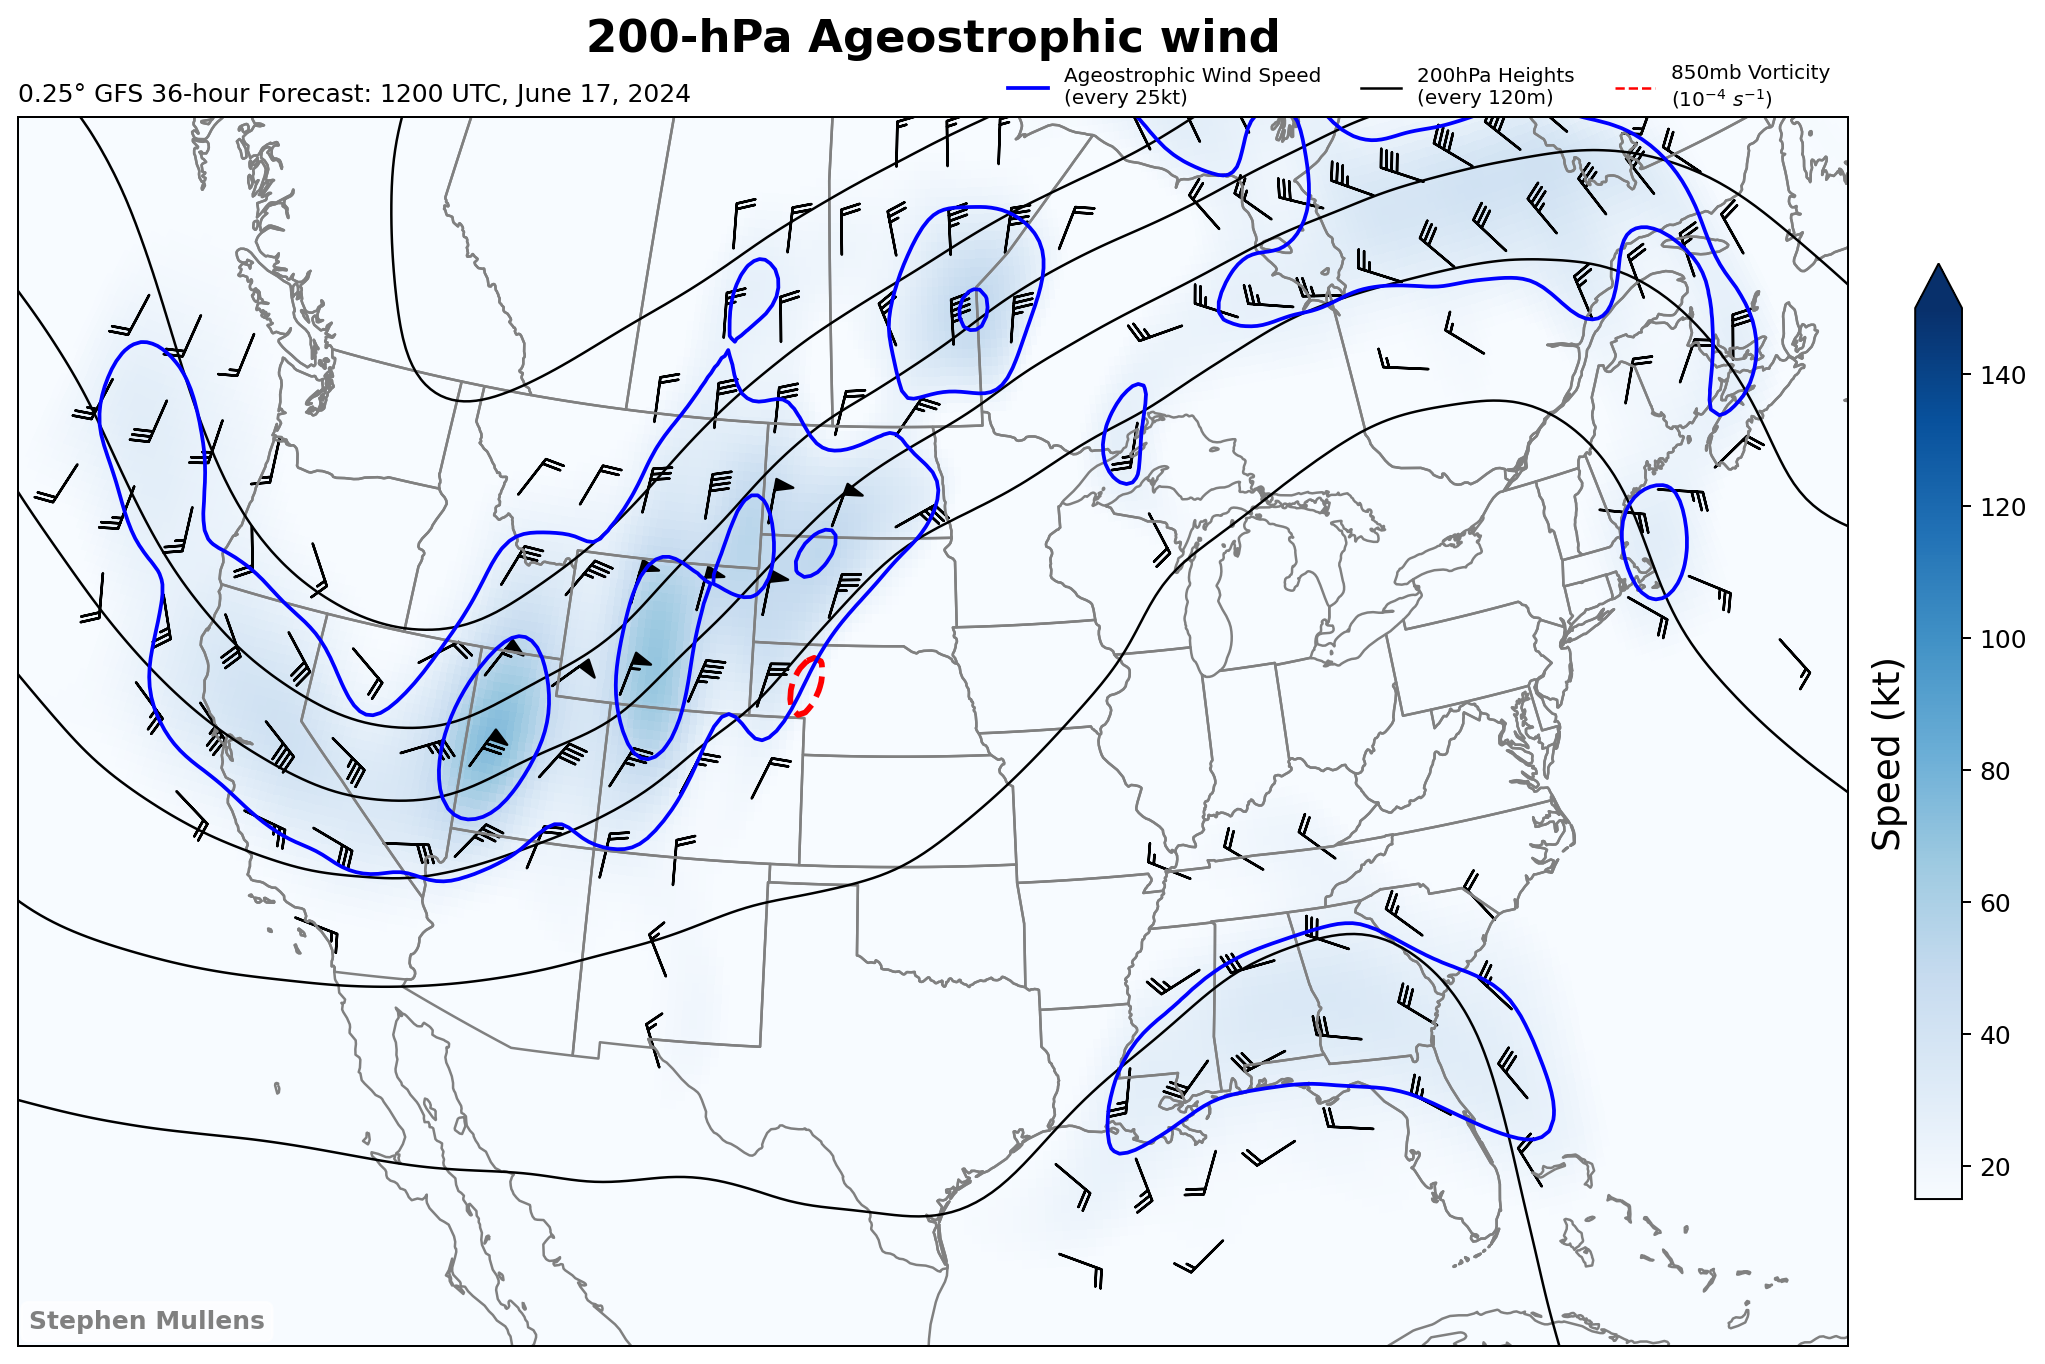 200-hPa Ageostrophic wind
0.25° GFS 36-hour Forecast: 1200 UTC, June 17, 2024
Ageostrophic Wind Speed
(every 25kt)
200hPa Heights
(every 120m)
850mb Vorticity
(10⁻⁴ s⁻¹)
140
120
100
80
60
40
20
Speed (kt)
Stephen Mullens